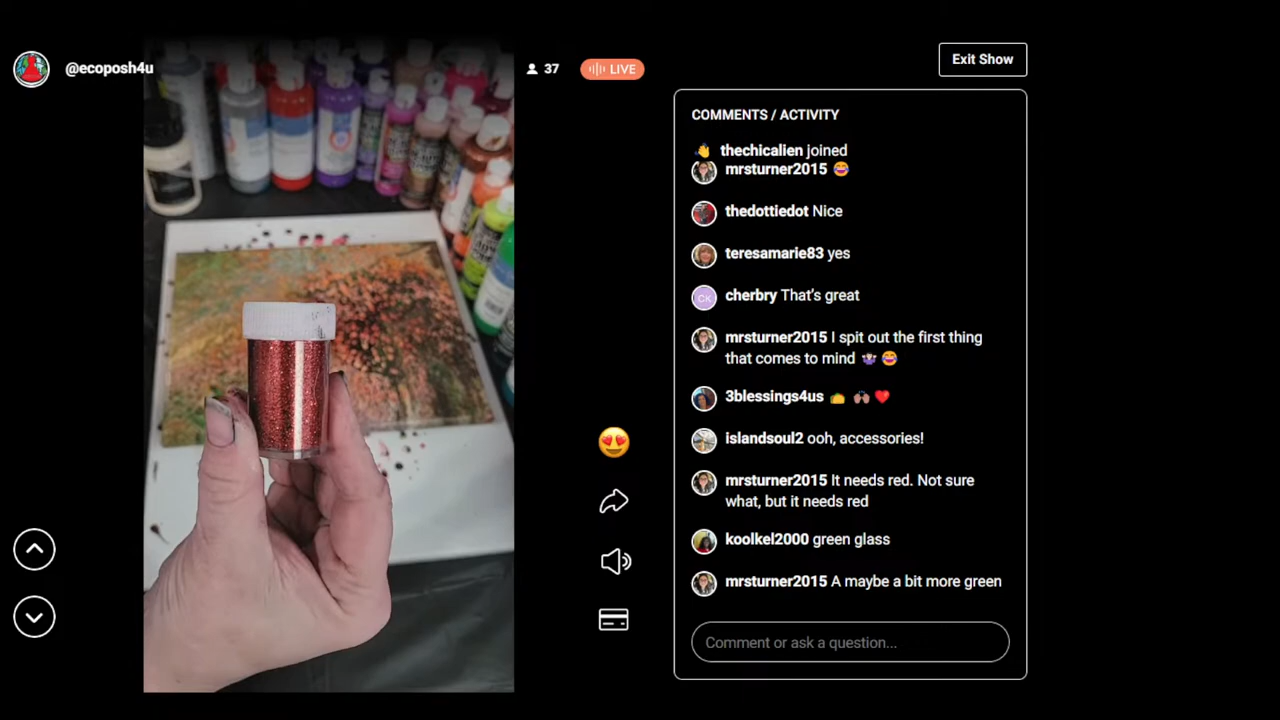 @ecoposh4u
37
LIVE
Exit Show
COMMENTS / ACTIVITY
👋 thechicalien joined
mrsturner2015 😂
thedottiedot Nice
teresamarie83 yes
CK
cherbry That's great
mrsturner2015 I spit out the first thing
that comes to mind 🤷🏻‍♀️ 😂
3blessings4us 🌮 🙌🏽 ❤️
islandsoul2 ooh, accessories!
mrsturner2015 It needs red. Not sure
what, but it needs red
koolkel2000 green glass
mrsturner2015 A maybe a bit more green
Comment or ask a question...